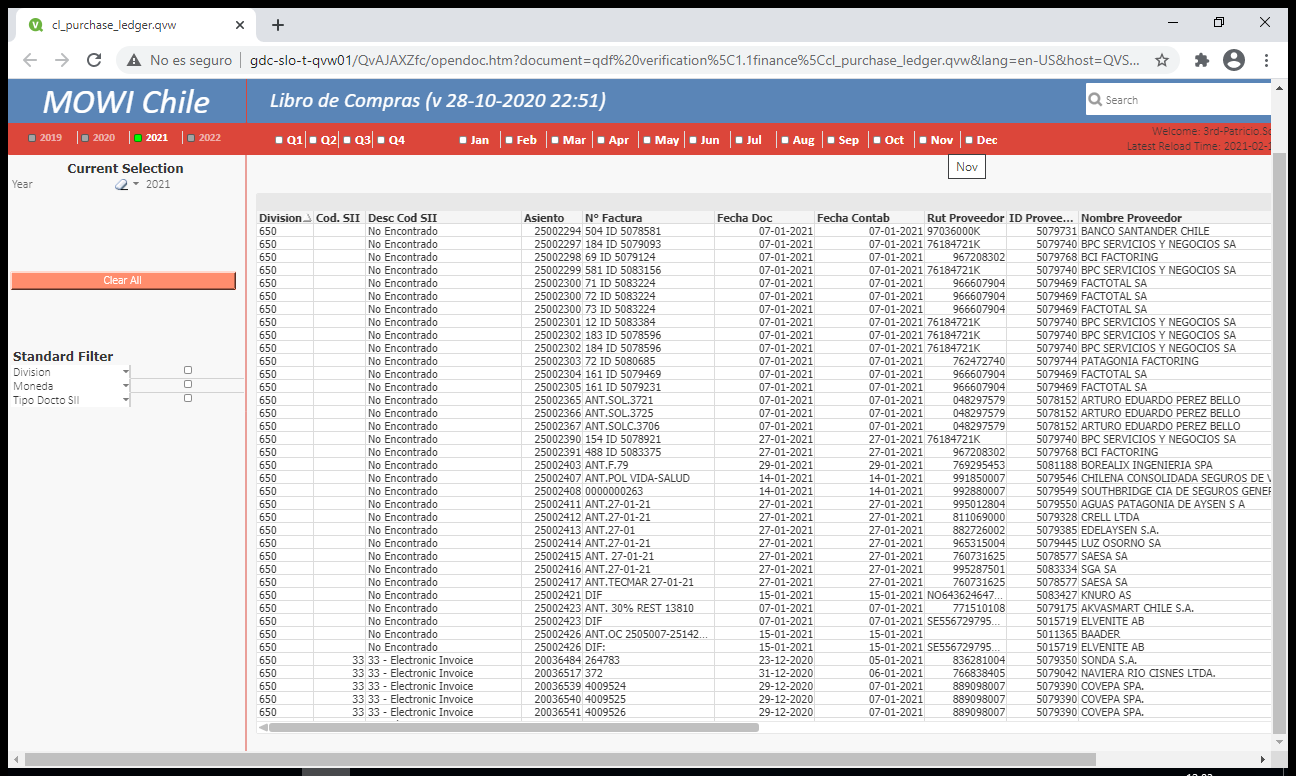 cl_purchase_ledger.qvw
No es seguro gdc-slo-t-qvw01/QvAJAXZfc/opendoc.htm?document=qdf%20verification%5C1.1finance%5Ccl_purchase_ledger.qvw&lang=en-US&host=QVS...
MOWI Chile Libro de Compras (v 28-10-2020 22:51) Search
2019 2020 2021 2022 Q1 Q2 Q3 Q4 Jan Feb Mar Apr May Jun Jul Aug Sep Oct Nov Dec
Welcome: 3rd-Patricio
Latest Reload Time: 2021-02-
Nov
Current Selection
Year 2021
Clear All
Standard Filter
Division
Moneda
Tipo Docto SII
Division Cod. SII Desc Cod SII Asiento N° Factura Fecha Doc Fecha Contab Rut Proveedor ID Provee... Nombre Proveedor
650 No Encontrado 25002294 504 ID 5078581 07-01-2021 07-01-2021 97036000K 5079731 BANCO SANTANDER CHILE
650 No Encontrado 25002297 184 ID 5079093 07-01-2021 07-01-2021 76184721K 5079740 BPC SERVICIOS Y NEGOCIOS SA
650 No Encontrado 25002298 69 ID 5079124 07-01-2021 07-01-2021 967208302 5079768 BCI FACTORING
650 No Encontrado 25002299 581 ID 5083156 07-01-2021 07-01-2021 76184721K 5079740 BPC SERVICIOS Y NEGOCIOS SA
650 No Encontrado 25002300 71 ID 5083224 07-01-2021 07-01-2021 966607904 5079469 FACTOTAL SA
650 No Encontrado 25002300 72 ID 5083224 07-01-2021 07-01-2021 966607904 5079469 FACTOTAL SA
650 No Encontrado 25002300 73 ID 5083224 07-01-2021 07-01-2021 966607904 5079469 FACTOTAL SA
650 No Encontrado 25002301 12 ID 5083384 07-01-2021 07-01-2021 76184721K 5079740 BPC SERVICIOS Y NEGOCIOS SA
650 No Encontrado 25002302 183 ID 5078596 07-01-2021 07-01-2021 76184721K 5079740 BPC SERVICIOS Y NEGOCIOS SA
650 No Encontrado 25002302 184 ID 5078596 07-01-2021 07-01-2021 76184721K 5079740 BPC SERVICIOS Y NEGOCIOS SA
650 No Encontrado 25002303 72 ID 5080685 07-01-2021 07-01-2021 762472740 5079744 PATAGONIA FACTORING
650 No Encontrado 25002304 161 ID 5079469 07-01-2021 07-01-2021 966607904 5079469 FACTOTAL SA
650 No Encontrado 25002305 161 ID 5079231 07-01-2021 07-01-2021 966607904 5079469 FACTOTAL SA
650 No Encontrado 25002365 ANT.SOL.3721 07-01-2021 07-01-2021 048297579 5078152 ARTURO EDUARDO PEREZ BELLO
650 No Encontrado 25002366 ANT.SOL.3725 07-01-2021 07-01-2021 048297579 5078152 ARTURO EDUARDO PEREZ BELLO
650 No Encontrado 25002367 ANT.SOLC.3706 07-01-2021 07-01-2021 048297579 5078152 ARTURO EDUARDO PEREZ BELLO
650 No Encontrado 25002390 154 ID 5078921 27-01-2021 27-01-2021 76184721K 5079740 BPC SERVICIOS Y NEGOCIOS SA
650 No Encontrado 25002391 488 ID 5083375 27-01-2021 27-01-2021 967208302 5079768 BCI FACTORING
650 No Encontrado 25002403 ANT.F.79 29-01-2021 29-01-2021 769295453 5081188 BOREALIX INGENIERIA SPA
650 No Encontrado 25002407 ANT.POL VIDA-SALUD 14-01-2021 14-01-2021 991850007 5079546 CHILENA CONSOLIDADA SEGUROS DE
650 No Encontrado 25002408 0000000263 14-01-2021 14-01-2021 992880007 5079549 SOUTHBRIDGE CIA DE SEGUROS GENER
650 No Encontrado 25002411 ANT.27-01-21 27-01-2021 27-01-2021 995012804 5079550 AGUAS PATAGONIA DE AYSEN S A
650 No Encontrado 25002412 ANT.27-01-21 27-01-2021 27-01-2021 811069000 5079328 CRELL LTDA
650 No Encontrado 25002413 ANT.27-01 27-01-2021 27-01-2021 882726002 5079385 EDELAYSEN S.A.
650 No Encontrado 25002414 ANT.27-01-21 27-01-2021 27-01-2021 965315004 5079445 LUZ OSORNO SA
650 No Encontrado 25002415 ANT. 27-01-21 27-01-2021 27-01-2021 760731625 5078577 SAESA SA
650 No Encontrado 25002416 ANT.27-01-21 27-01-2021 27-01-2021 995287501 5083334 SGA SA
650 No Encontrado 25002417 ANT.TECMAR 27-01-21 27-01-2021 27-01-2021 760731625 5078577 SAESA SA
650 No Encontrado 25002421 DIF 15-01-2021 15-01-2021 NO643624647... 5083427 KNURO AS
650 No Encontrado 25002423 ANT. 30% REST 13810 07-01-2021 07-01-2021 771510108 5079175 AKVASMART CHILE S.A.
650 No Encontrado 25002423 DIF 07-01-2021 07-01-2021 SE556729795... 5015719 ELVENITE AB
650 No Encontrado 25002426 ANT.OC 2505007-25142... 15-01-2021 15-01-2021 5011365 BAADER
650 No Encontrado 25002426 DIF: 15-01-2021 15-01-2021 SE556729795... 5015719 ELVENITE AB
650 33 33 - Electronic Invoice 20036484 264783 23-12-2020 05-01-2021 836281004 5079350 SONDA S.A.
650 33 33 - Electronic Invoice 20036517 372 31-12-2020 06-01-2021 766838405 5079042 NAVIERA RIO CISNES LTDA.
650 33 33 - Electronic Invoice 20036539 4009524 29-12-2020 07-01-2021 889098007 5079390 COVEPA SPA.
650 33 33 - Electronic Invoice 20036540 4009525 29-12-2020 07-01-2021 889098007 5079390 COVEPA SPA.
650 33 33 - Electronic Invoice 20036541 4009526 29-12-2020 07-01-2021 889098007 5079390 COVEPA SPA.